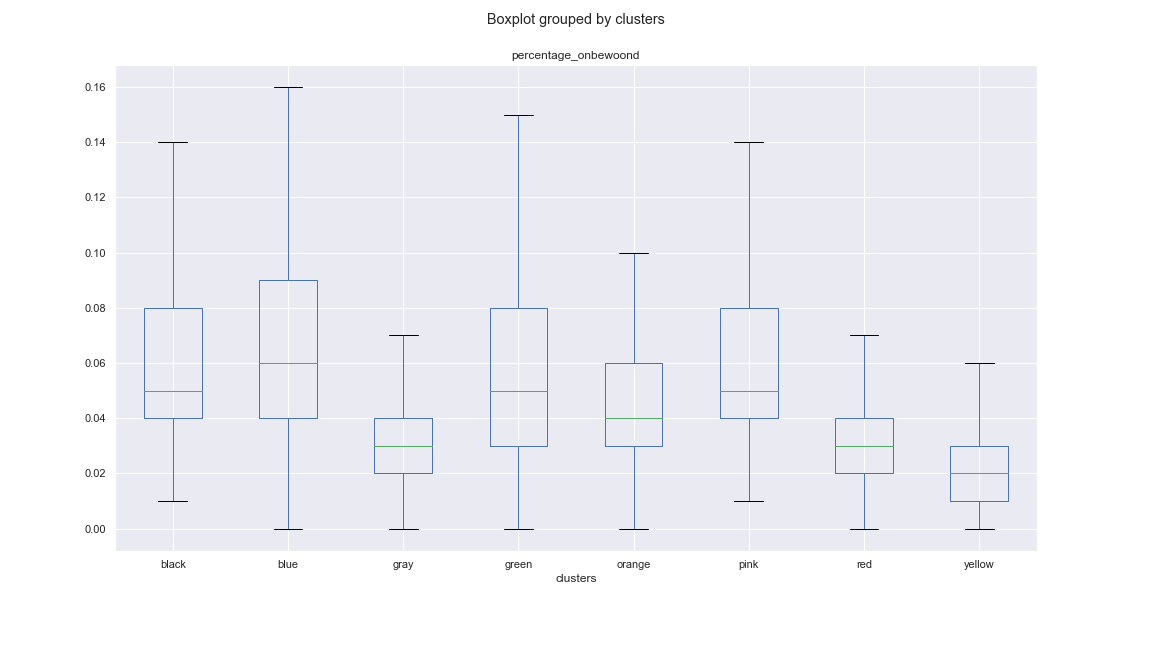 Boxplot grouped by clusters
percentage_onbewoond
0.16
0.14
0.12
0.10
0.08
0.06
0.04
0.02
0.00
black blue gray green orange pink red yellow
clusters